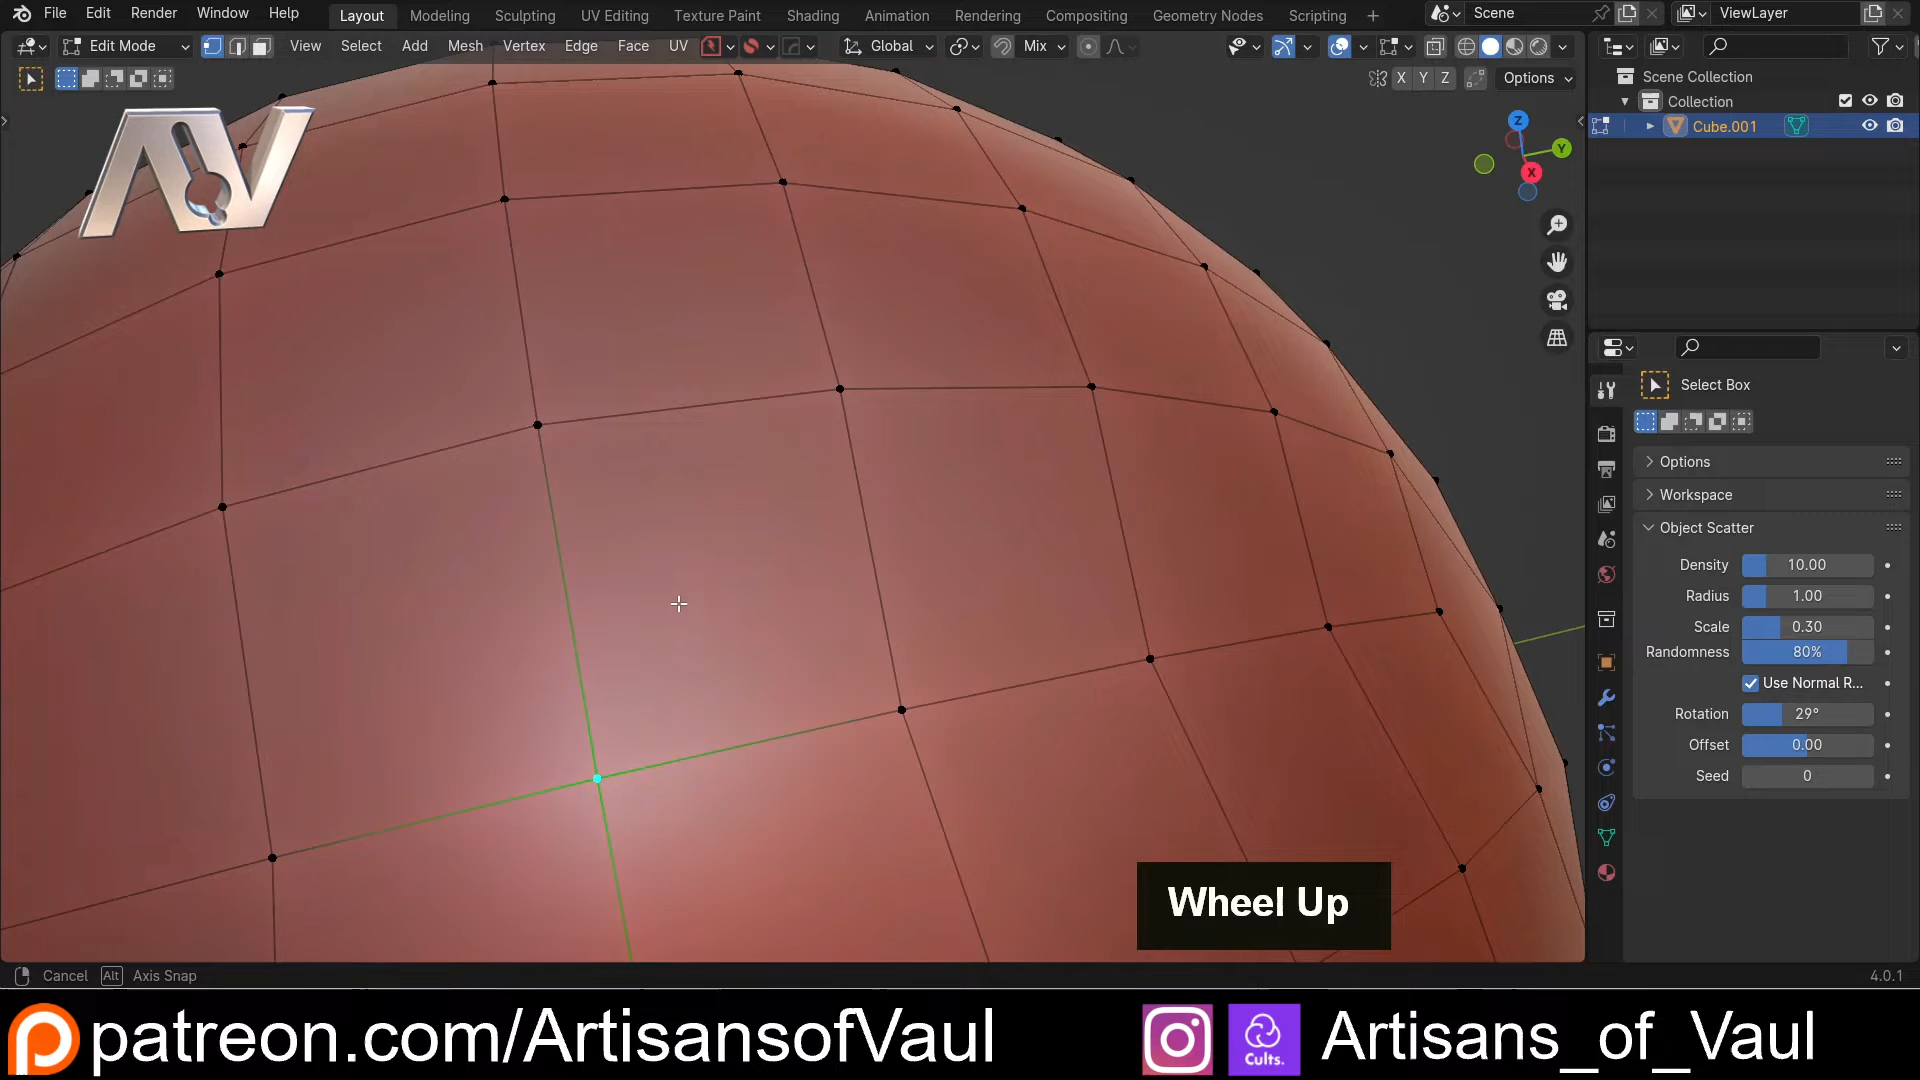 File Edit Render Window Help Layout Modeling Sculpting UV Editing Texture Paint Shading Animation Rendering Compositing Geometry Nodes Scripting + Scene ViewLayer
Edit Mode View Select Add Mesh Vertex Edge Face UV Global Mix
X Y Z Options
Scene Collection
Collection
Cube.001
Z
Y
X
Select Box
Options
Workspace
Object Scatter
Density 10.00
Radius 1.00
Scale 0.30
Randomness 80%
Use Normal R...
Rotation 29°
Offset 0.00
Seed 0
AV
Wheel Up
Cancel Alt Axis Snap 4.0.1
patreon.com/ArtisansofVaul Cults. Artisans_of_Vaul